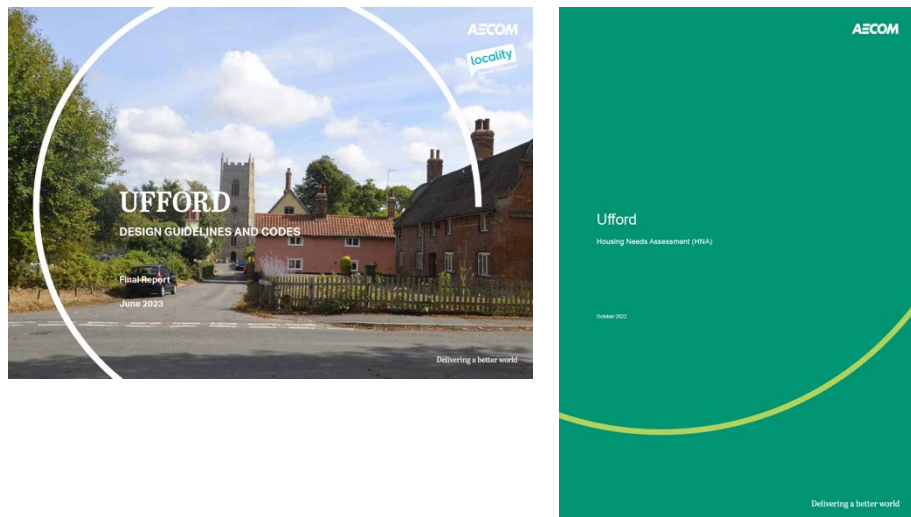 AECOM
locality
UFFORD
DESIGN GUIDELINES AND CODES
Final Report
June 2023
Delivering a better world
AECOM
Ufford
Housing Needs Assessment (HNA)
October 2022
Delivering a better world